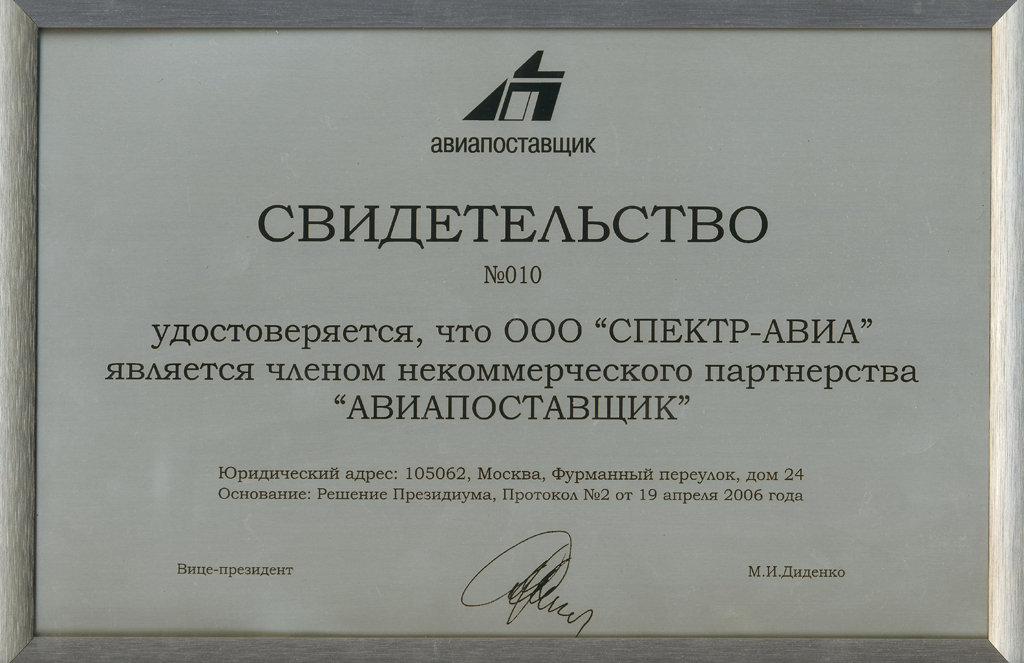 авиапоставщик
СВИДЕТЕЛЬСТВО
№010
удостоверяется, что ООО “СПЕКТР-АВИА”
является членом некоммерческого партнерства
“АВИАПОСТАВЩИК”
Юридический адрес: 105062, Москва, Фурманный переулок, дом 24
Основание: Решение Президиума, Протокол №2 от 19 апреля 2006 года
Вице-президент М.И.Диденко